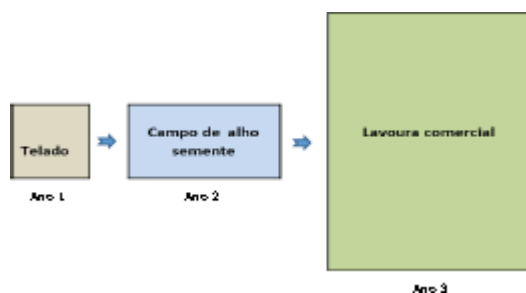 Telado
Campo de alho
semente
Lavoura comercial
Ano 1
Ano 2
Ano 3